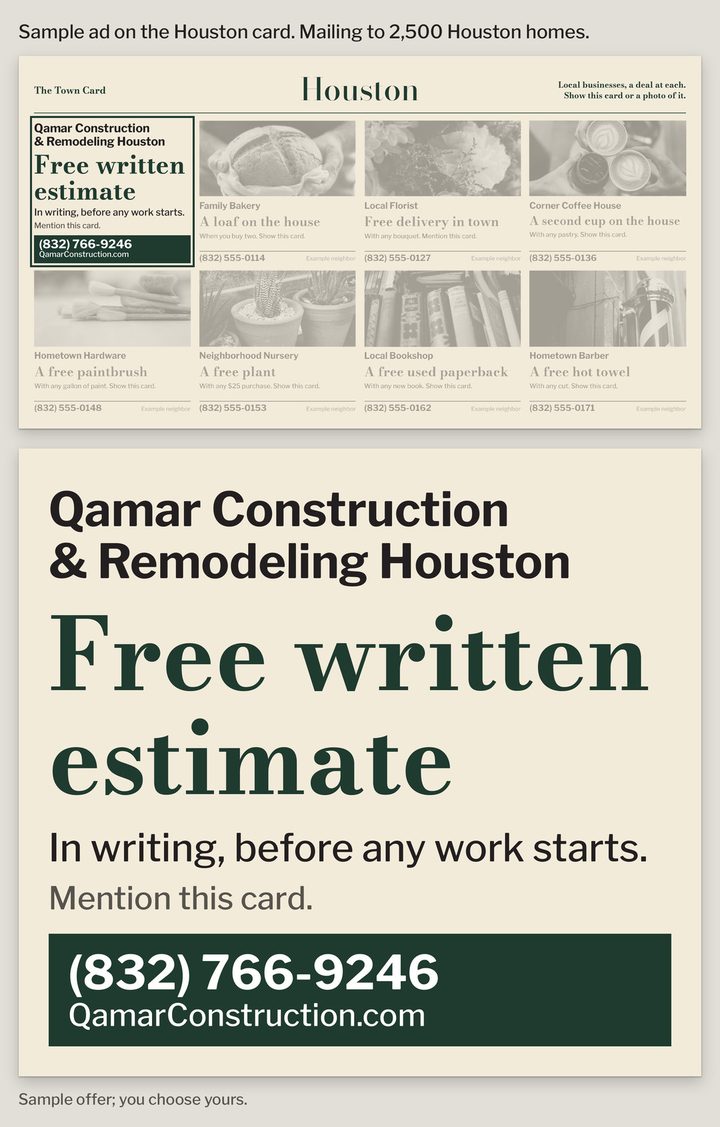 Sample ad on the Houston card. Mailing to 2,500 Houston homes.
The Town Card
Houston
Local businesses, a deal at each.
Show this card or a photo of it.
Qamar Construction
& Remodeling Houston
Free written
estimate
In writing, before any work starts.
Mention this card.
(832) 766-9246
QamarConstruction.com
Family Bakery
A loaf on the house
When you buy two. Show this card.
(832) 555-0114
Example neighbor
Local Florist
Free delivery in town
With any bouquet. Mention this card.
(832) 555-0127
Example neighbor
Corner Coffee House
A second cup on the house
With any pastry. Show this card.
(832) 555-0136
Example neighbor
Hometown Hardware
A free paintbrush
With any gallon of paint. Show this card.
(832) 555-0148
Example neighbor
Neighborhood Nursery
A free plant
With any $25 purchase. Show this card.
(832) 555-0153
Example neighbor
Local Bookshop
A free used paperback
With any new book. Show this card.
(832) 555-0162
Example neighbor
Hometown Barber
A free hot towel
With any cut. Show this card.
(832) 555-0171
Example neighbor
Qamar Construction
& Remodeling Houston
Free written
estimate
In writing, before any work starts.
Mention this card.
(832) 766-9246
QamarConstruction.com
Sample offer; you choose yours.